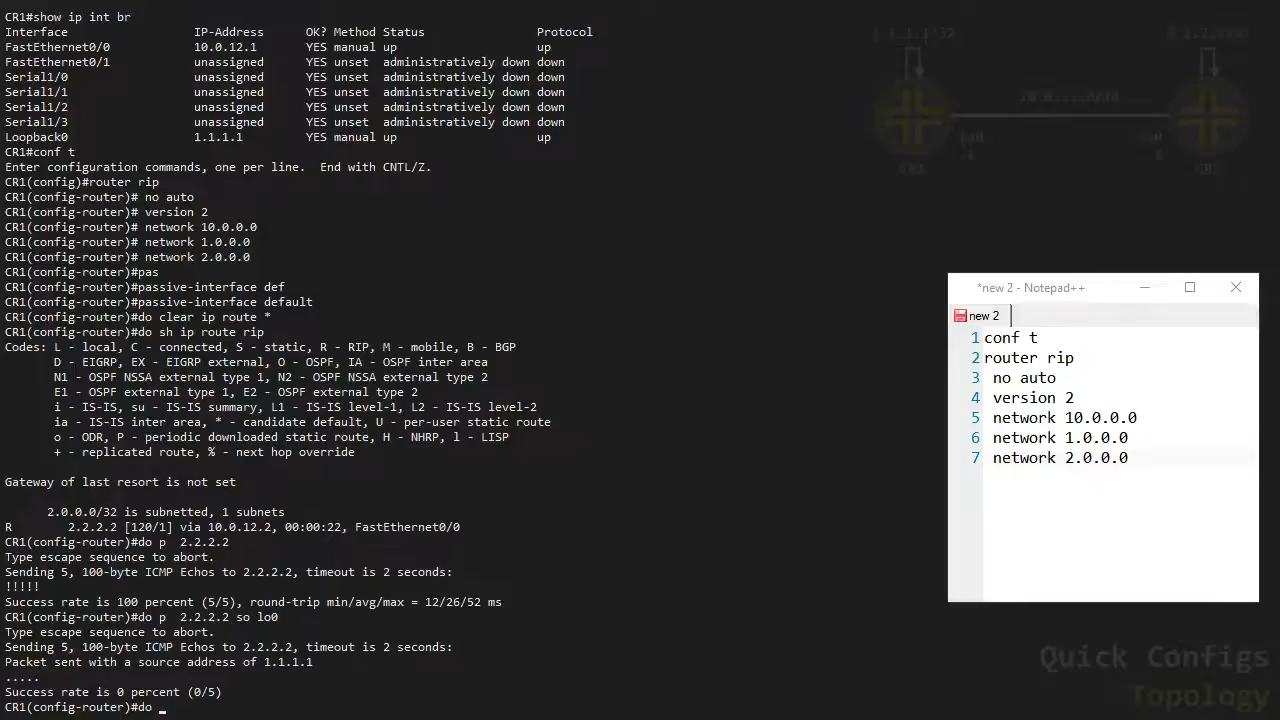 CR1#show ip int br
Interface                  IP-Address      OK? Method Status                Protocol
FastEthernet0/0            10.0.12.1       YES manual up                    up
FastEthernet0/1            unassigned      YES unset  administratively down down
Serial1/0                  unassigned      YES unset  administratively down down
Serial1/1                  unassigned      YES unset  administratively down down
Serial1/2                  unassigned      YES unset  administratively down down
Serial1/3                  unassigned      YES unset  administratively down down
Loopback0                  1.1.1.1         YES manual up                    up
CR1#conf t
Enter configuration commands, one per line.  End with CNTL/Z.
CR1(config)#router rip
CR1(config-router)# no auto
CR1(config-router)# version 2
CR1(config-router)# network 10.0.0.0
CR1(config-router)# network 1.0.0.0
CR1(config-router)# network 2.0.0.0
CR1(config-router)#pas
CR1(config-router)#passive-interface def
CR1(config-router)#passive-interface default
CR1(config-router)#do clear ip route *
CR1(config-router)#do sh ip route rip
Codes: L - local, C - connected, S - static, R - RIP, M - mobile, B - BGP
       D - EIGRP, EX - EIGRP external, O - OSPF, IA - OSPF inter area
       N1 - OSPF NSSA external type 1, N2 - OSPF NSSA external type 2
       E1 - OSPF external type 1, E2 - OSPF external type 2
       i - IS-IS, su - IS-IS summary, L1 - IS-IS level-1, L2 - IS-IS level-2
       ia - IS-IS inter area, * - candidate default, U - per-user static route
       o - ODR, P - periodic downloaded static route, H - NHRP, l - LISP
       + - replicated route, % - next hop override
Gateway of last resort is not set
      2.0.0.0/32 is subnetted, 1 subnets
R        2.2.2.2 [120/1] via 10.0.12.2, 00:00:22, FastEthernet0/0
CR1(config-router)#do p  2.2.2.2
Type escape sequence to abort.
Sending 5, 100-byte ICMP Echos to 2.2.2.2, timeout is 2 seconds:
!!!!!
Success rate is 100 percent (5/5), round-trip min/avg/max = 12/26/52 ms
CR1(config-router)#do p  2.2.2.2 so lo0
Type escape sequence to abort.
Sending 5, 100-byte ICMP Echos to 2.2.2.2, timeout is 2 seconds:
Packet sent with a source address of 1.1.1.1
.....
Success rate is 0 percent (0/5)
CR1(config-router)#do _
*new 2 - Notepad++
new 2
1 conf t
2 router rip
3  no auto
4  version 2
5  network 10.0.0.0
6  network 1.0.0.0
7  network 2.0.0.0
Quick Configs
Topology